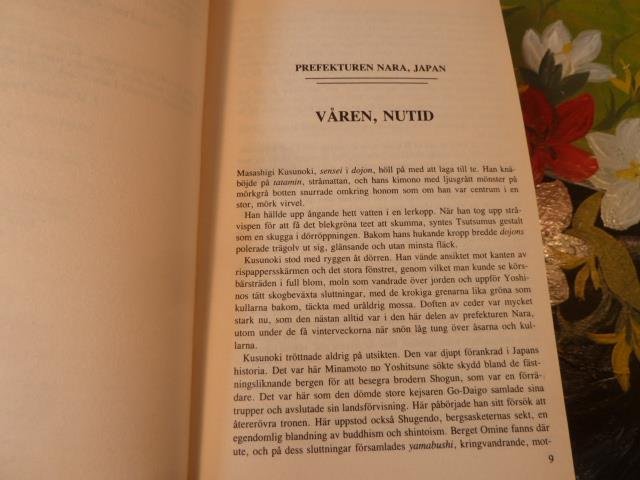 PREFEKTUREN NARA, JAPAN
VÅREN, NUTID
Masashigi Kusunoki, sensei i dojon, höll på med att laga till te. Han knä-
böjde på tatamin, stråmattan, och hans kimono med ljusgrått mönster på
mörkgrå botten snurrade omkring honom som om han var centrum i en
stor, mörk virvel.
Han hällde upp ångande hett vatten i en lerkopp. När han tog upp strå-
vispen för att få det blekgröna teet att skumma, syntes Tsutsumus gestalt
som en skugga i dörröppningen. Bakom hans hukande kropp bredde dojons
polerade trägolv ut sig, glänsande och utan minsta fläck.
Kusunoki stod med ryggen åt dörren. Han vände ansiktet mot kanten av
rispappersskärmen och det stora fönstret, genom vilket man kunde se körs-
bärsträden i full blom, moln som vandrade över jorden och uppför Yoshi-
nos tätt skogbeväxta sluttningar, med de krokiga grenarna lika gröna som
kullarna bakom, täckta med uråldrig mossa. Doften av ceder var mycket
stark nu, som den nästan alltid var i den här delen av prefekturen Nara,
utom under de få vinterveckorna när snön låg tung över åsarna och kul-
larna.
Kusunoki tröttnade aldrig på utsikten. Den var djupt förankrad i Japans
historia. Det var här Minamoto no Yoshitsune sökte skydd bland de fäst-
ningsliknande bergen för att besegra brodern Shogun, som var en förrä-
dare. Det var här som den dömde store kejsaren Go-Daigo samlade sina
trupper och avslutade sin landsförvisning. Här påbörjade han sitt försök att
återerövra tronen. Här uppstod också Shugendo, bergsasketernas sekt, en
egendomlig blandning av buddhism och shintoism. Berget Omine fanns där
ute, och på dess sluttningar församlades yamabushi, kringvandrande, mot-
9